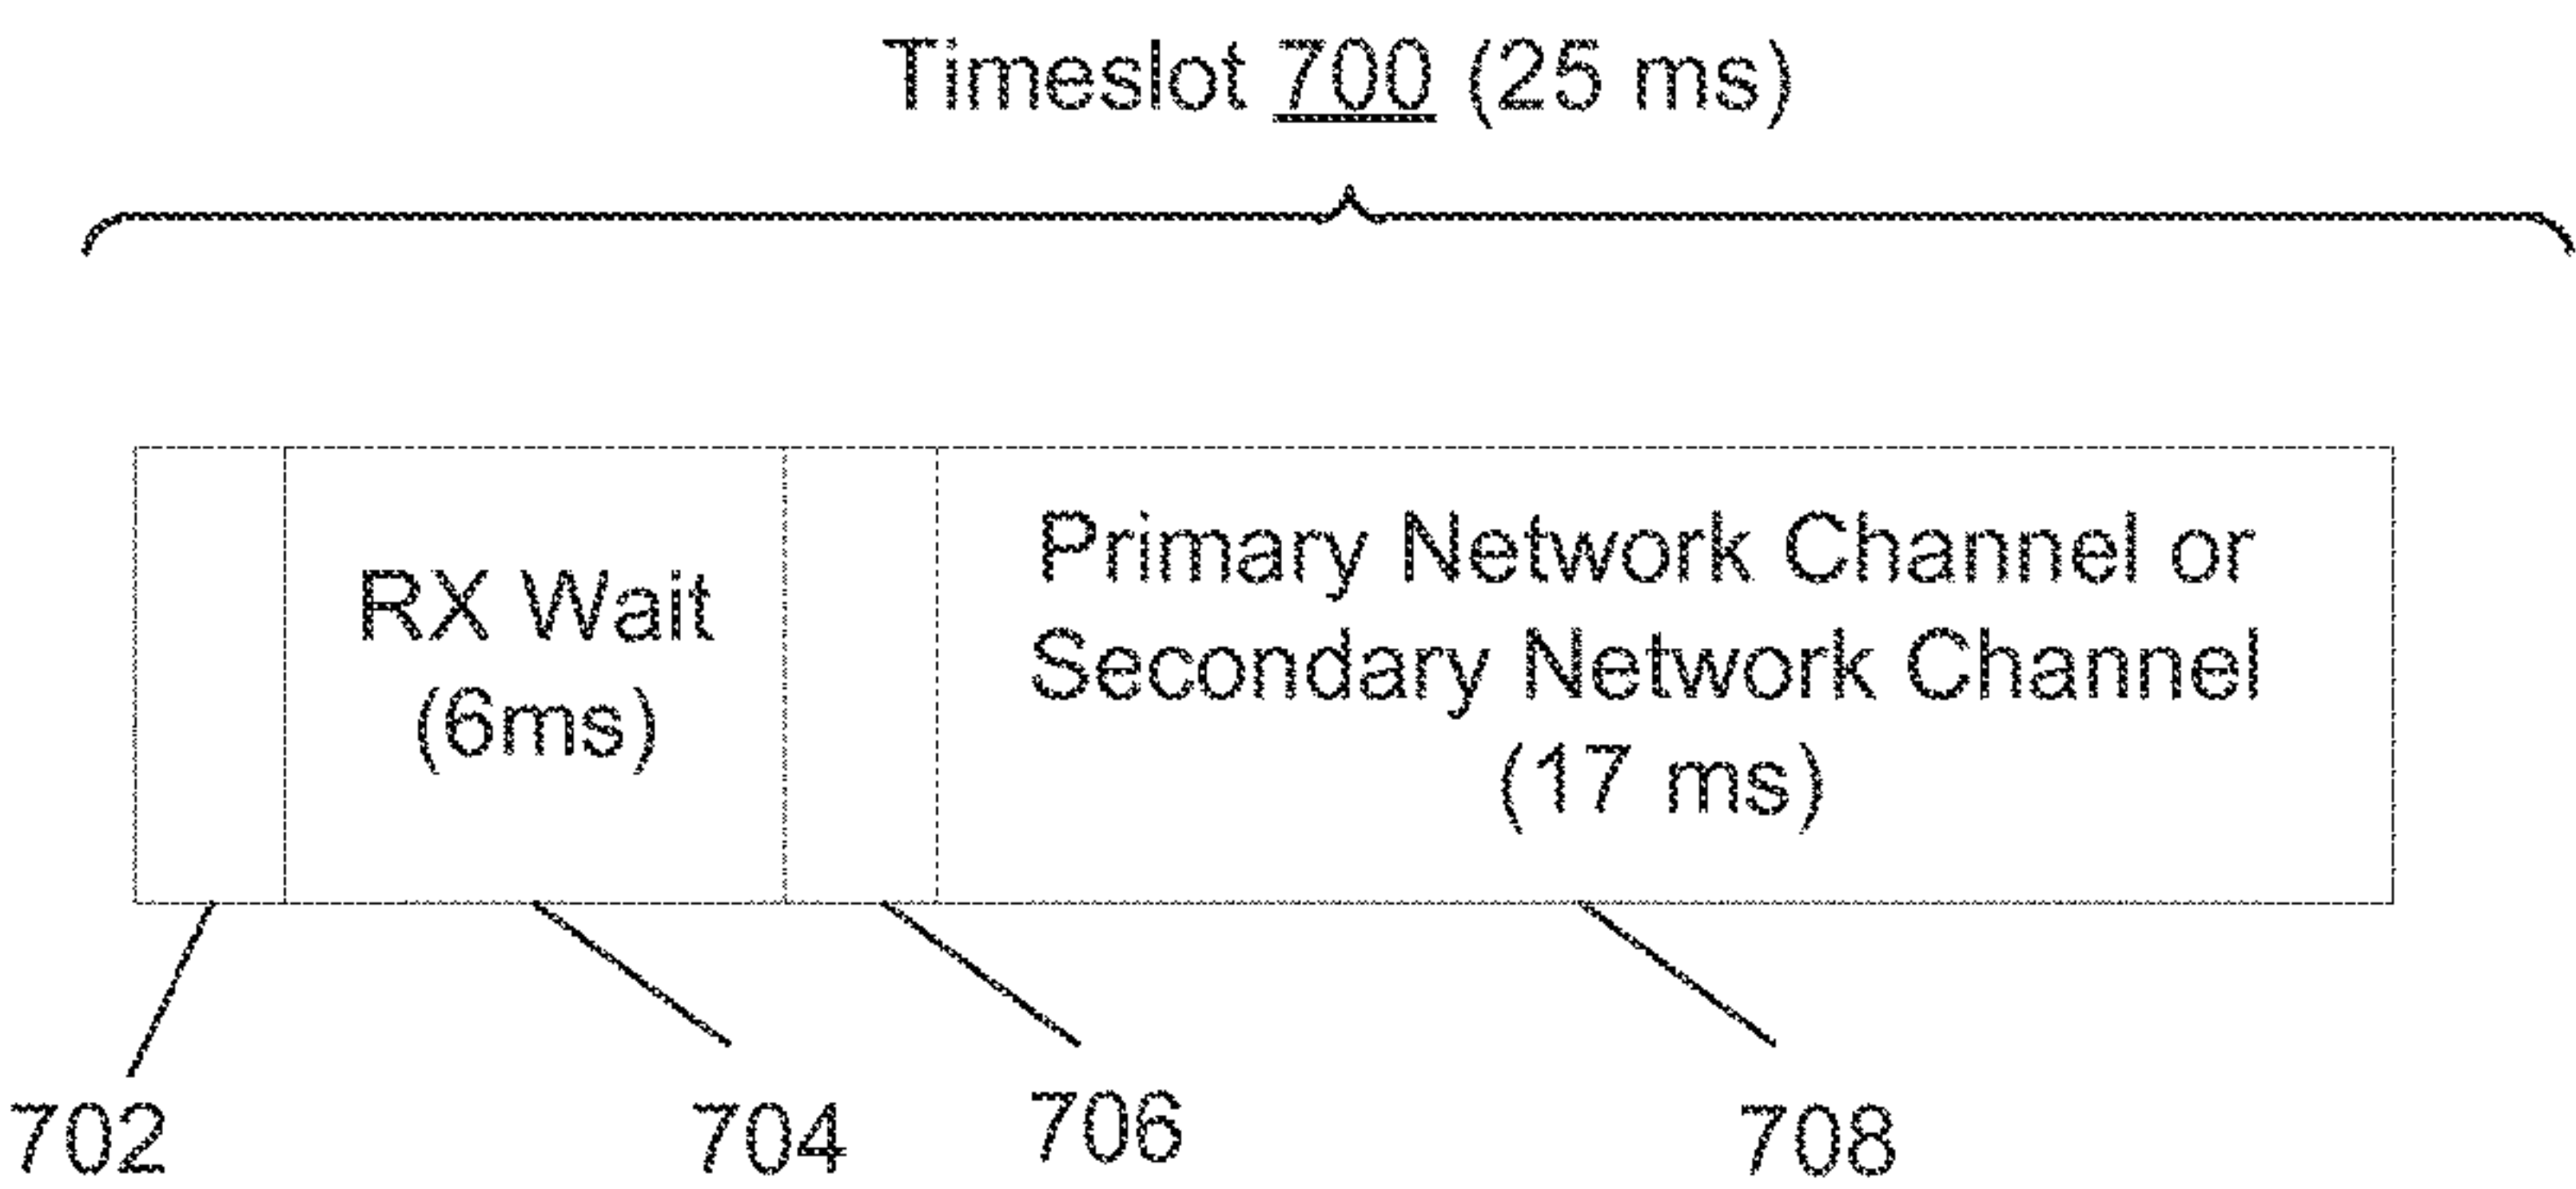 Timeslot 700 (25 ms)
RX Wait
(6ms)
Primary Network Channel or
Secondary Network Channel
(17 ms)
702
704
706
708